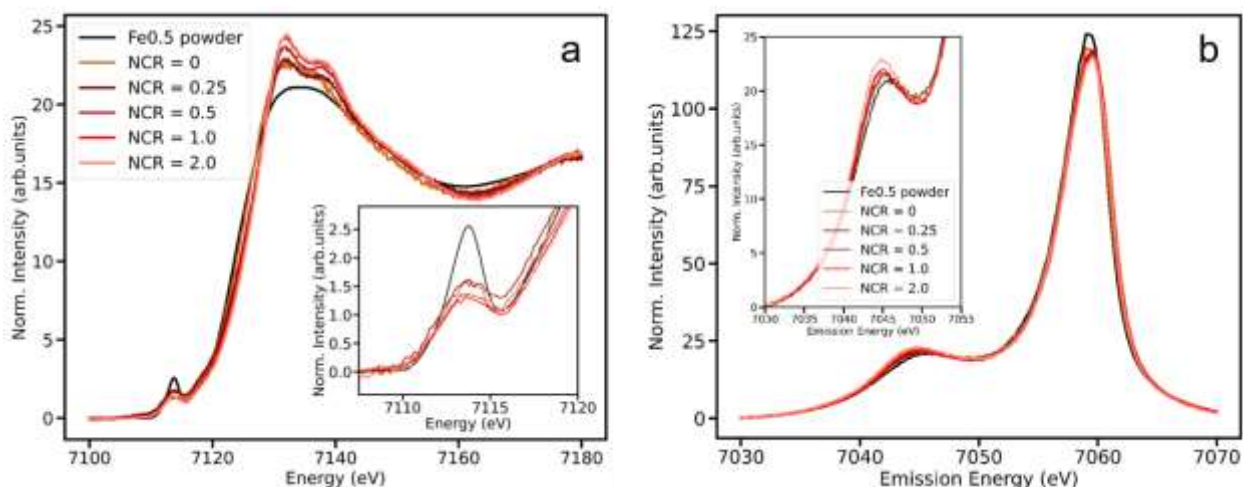 a
Norm. Intensity (arb.units)
25
20
15
10
5
0
Fe0.5 powder
NCR = 0
NCR = 0.25
NCR = 0.5
NCR = 1.0
NCR = 2.0
Norm. Intensity (arb.units)
2.5
2.0
1.5
1.0
0.5
0.0
7110 7115 7120
Energy (eV)
7100 7120 7140 7160 7180
Energy (eV)
b
Norm. Intensity (arb.units)
125
100
75
50
25
0
Norm. Intensity (arb.units)
25
20
15
10
5
0
Fe0.5 powder
NCR = 0
NCR = 0.25
NCR = 0.5
NCR = 1.0
NCR = 2.0
7030 7035 7040 7045 7050 7055
Emission Energy (eV)
7030 7040 7050 7060 7070
Emission Energy (eV)